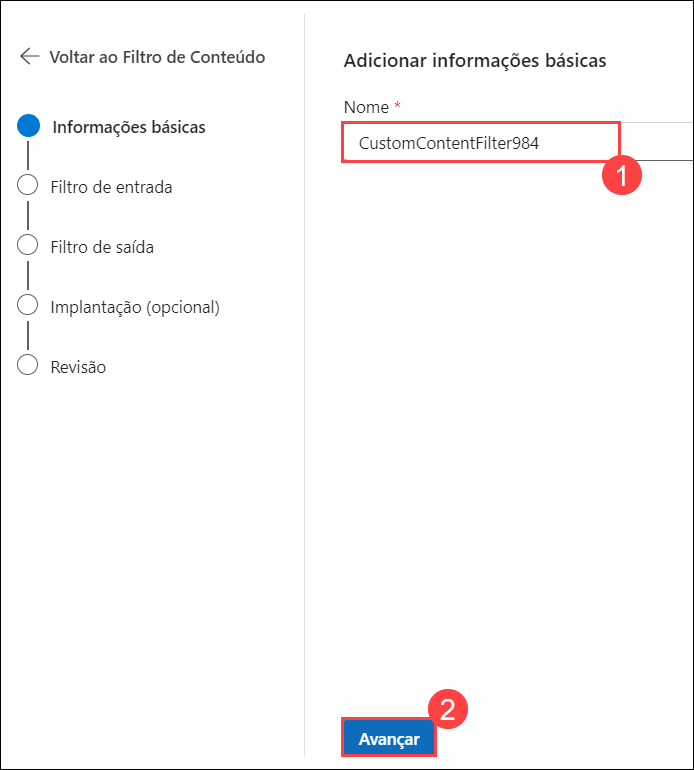 Voltar ao Filtro de Conteúdo
Informações básicas
Filtro de entrada
Filtro de saída
Implantação (opcional)
Revisão
Adicionar informações básicas
Nome *
CustomContentFilter984
1
2
Avançar